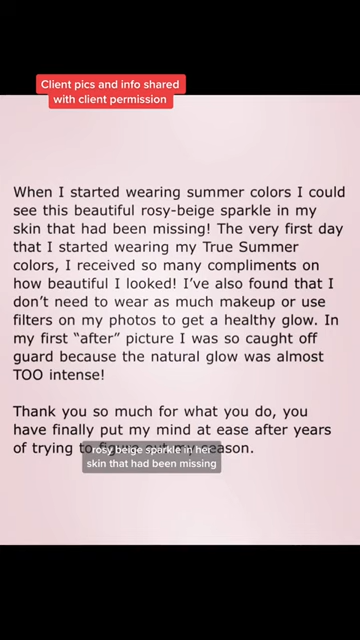 Client pics and info shared
with client permission
When I started wearing summer colors I could
see this beautiful rosy-beige sparkle in my
skin that had been missing! The very first day
that I started wearing my True Summer
colors, I received so many compliments on
how beautiful I looked! I've also found that I
don't need to wear as much makeup or use
filters on my photos to get a healthy glow. In
my first “after” picture I was so caught off
guard because the natural glow was almost
TOO intense!
Thank you so much for what you do, you
have finally put my mind at ease after years
of trying to figure out my season.
rosy beige sparkle in her
skin that had been missing